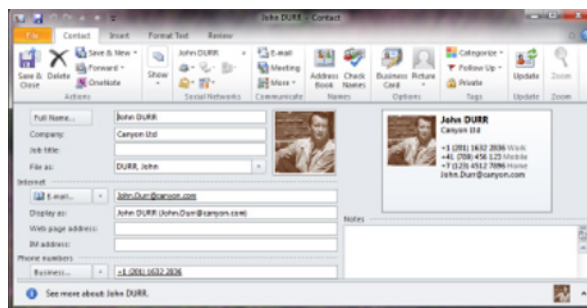 John DURR - Contact
File Contact Insert Format Text Review
Save & Close
Delete
Save & New
Forward
OneNote
Actions
Show
John DURR
Social Networks
E-mail
Meeting
More
Communicate
Address Book
Check Names
Names
Business Card
Picture
Options
Categorize
Follow Up
Private
Tags
Update
Update
Zoom
Zoom
Full Name... John DURR
Company: Canyon Ltd
Job title:
File as: DURR, John
Internet
E-mail... John.Durr@canyon.com
Display as: John DURR (John.Durr@canyon.com)
Web page address:
IM address:
Phone numbers
Business... +1 (201) 1632 2836
John DURR
Canyon Ltd
+1 (201) 1632 2836 Work
+41 (789) 456 123 Mobile
+7 (123) 4512 7896 Home
John.Durr@canyon.com
Notes
See more about: John DURR.